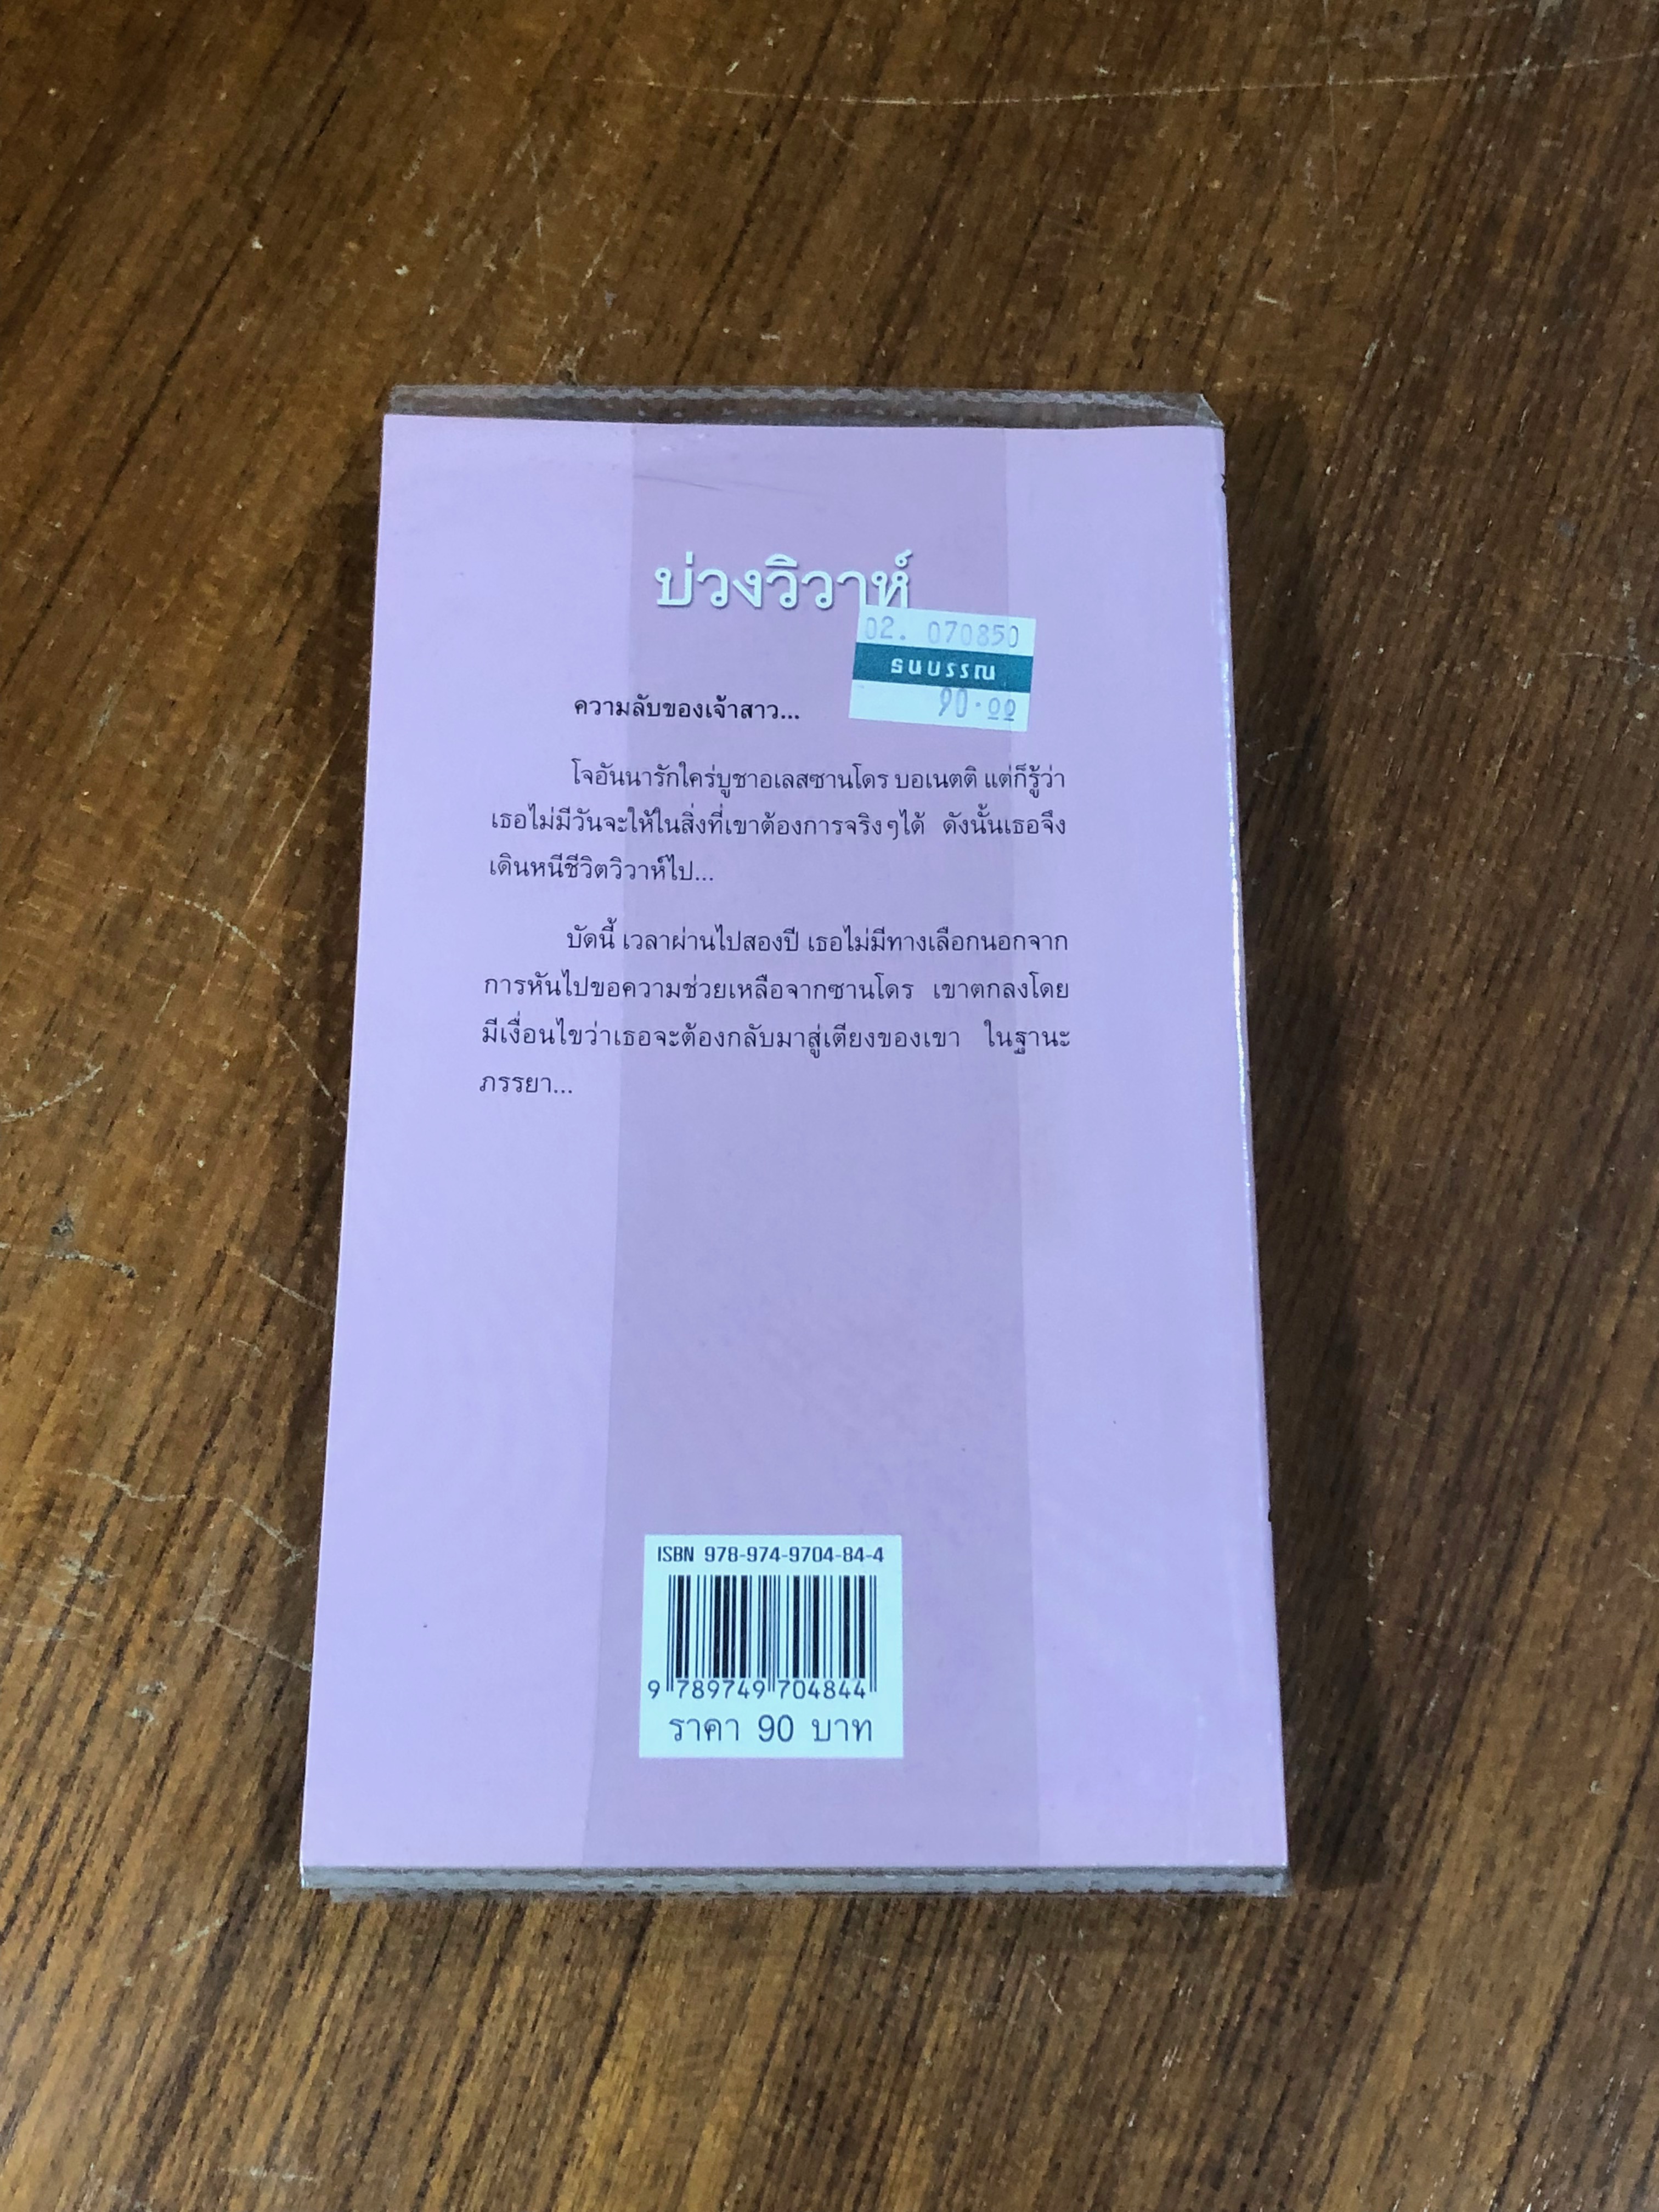 บ่วงวิวาห์
02. 070850
ธนบรรณ
90.00
ความลับของเจ้าสาว...
โจอันนารักใคร่บูชาอเลสซานโดร บอเนตติ แต่ก็รู้ว่า
เธอไม่มีวันจะให้ในสิ่งที่เขาต้องการจริงๆได้ ดังนั้นเธอจึง
เดินหนีชีวิตวิวาห์ไป...
บัดนี้ เวลาผ่านไปสองปี เธอไม่มีทางเลือกนอกจาก
การหันไปขอความช่วยเหลือจากซานโดร เขาตกลงโดย
มีเงื่อนไขว่าเธอจะต้องกลับมาสู่เตียงของเขา ในฐานะ
ภรรยา...
ISBN 978-974-9704-84-4
9 789749 704844
ราคา 90 บาท